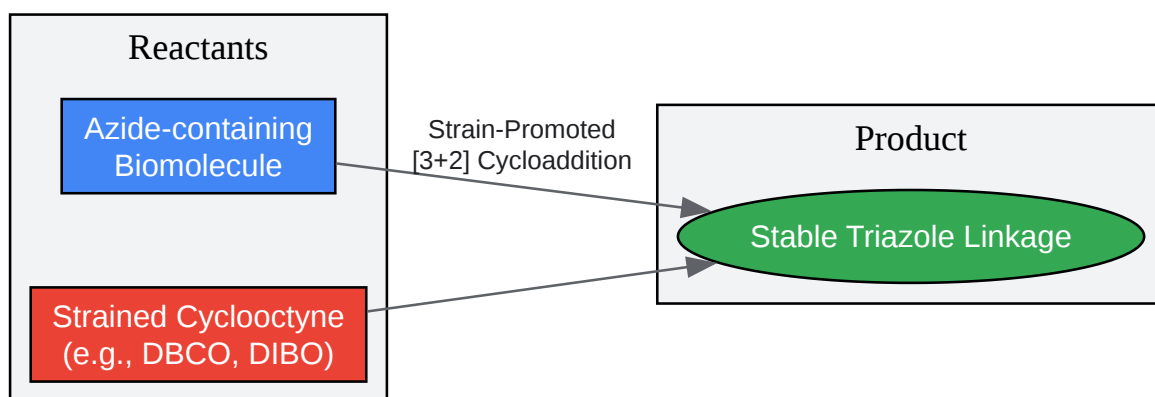 Reactants
Azide-containing
Biomolecule
Strained Cyclooctyne
(e.g., DBCO, DIBO)
Strain-Promoted
[3+2] Cycloaddition
Product
Stable Triazole Linkage